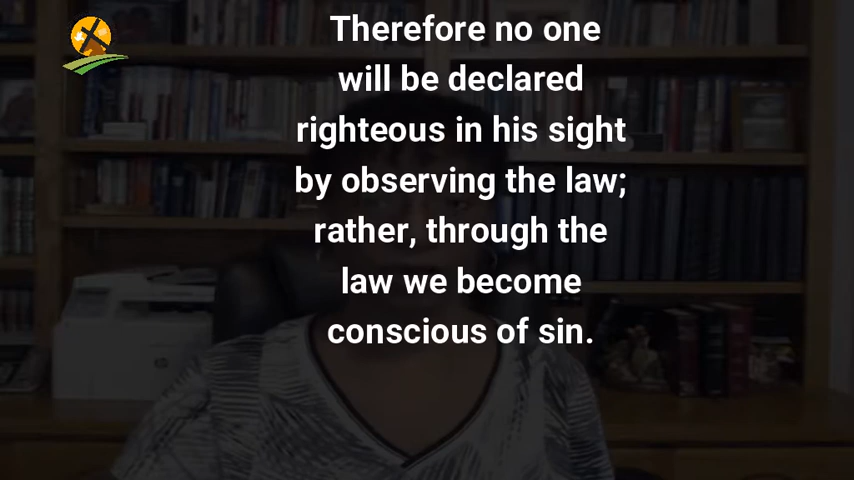 Therefore no one
will be declared
righteous in his sight
by observing the law;
rather, through the
law we become
conscious of sin.